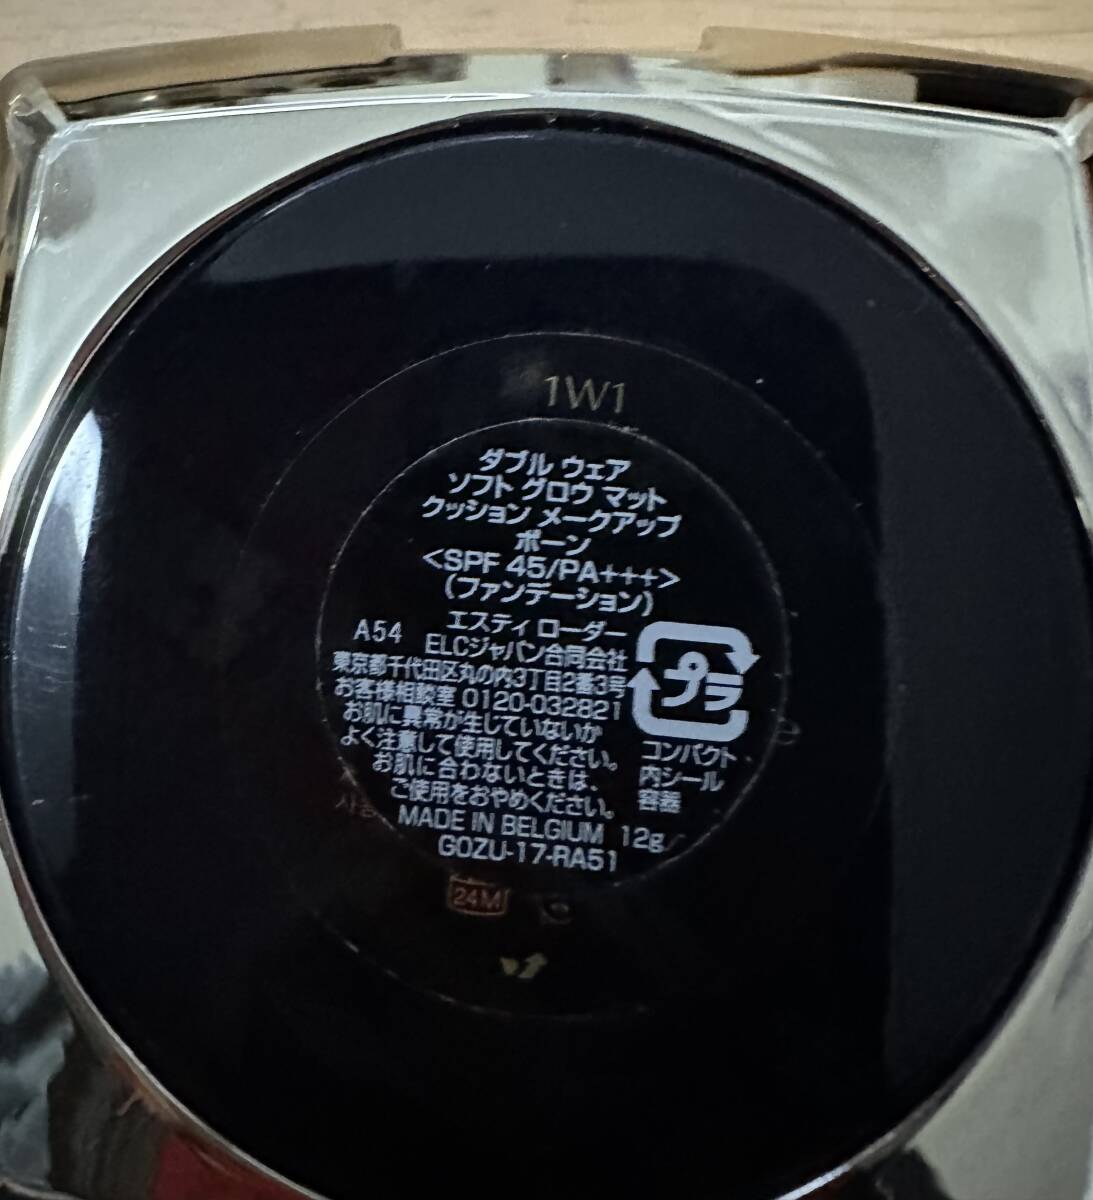 1W1
ダブル ウェア
ソフト グロウ マット
クッション メークアップ
ボーン
<SPF 45/PA+++>
(ファンデーション)
エスティ ローダー
A54 ELCジャパン合同会社
東京都千代田区丸の内3丁目2番3号
お客様相談室 0120-032821
お肌に異常が生じていないか
よく注意して使用してください。
お肌に合わないときは、
ご使用をおやめください。
MADE IN BELGIUM 12g
GOZU-17-RA51
プラ
コンパクト
内シール
容器
24M